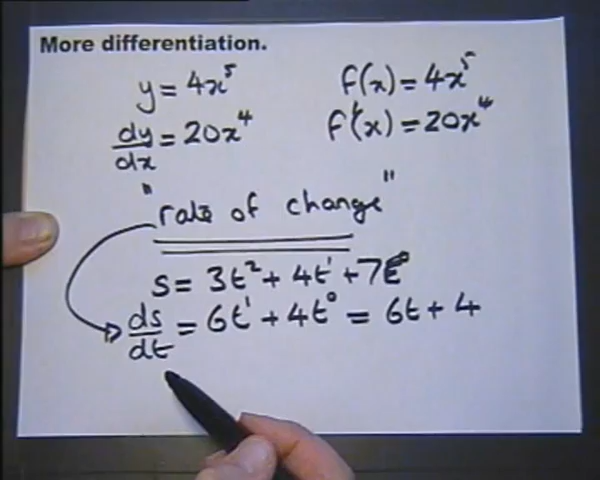 More differentiation.
y = 4x⁵
f(x) = 4x⁵
dy/dx = 20x⁴
f'(x) = 20x⁴
"rate of change"
s = 3t² + 4t¹ + 7t⁰
ds/dt = 6t¹ + 4t⁰ = 6t + 4